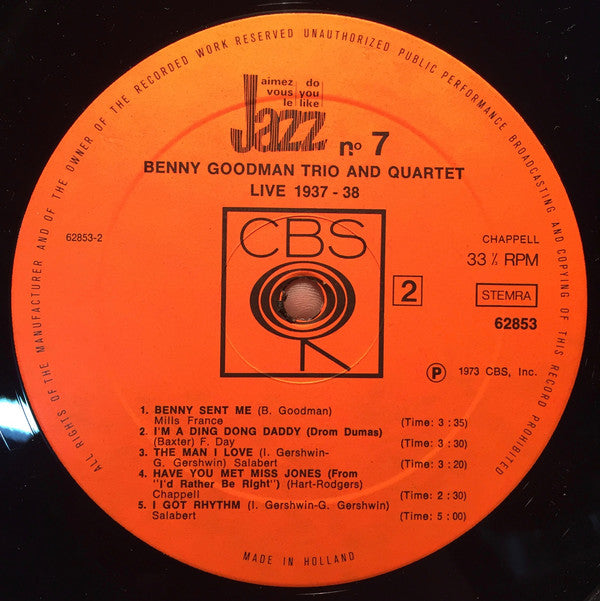 ALL RIGHTS OF THE MANUFACTURER AND OF THE OWNER OF THE RECORDED WORK RESERVED UNAUTHORIZED PUBLIC PERFORMANCE BROADCASTING AND COPYING OF THIS RECORD PROHIBITED
aimez do
vous you
le like
Jazz no 7
BENNY GOODMAN TRIO AND QUARTET
LIVE 1937 - 38
62853-2
CBS
CHAPPELL
33 ⅓ RPM
2
STEMRA
62853
Ⓟ 1973 CBS, Inc.
1. BENNY SENT ME (B. Goodman)
Mills France (Time: 3 : 35)
2. I'M A DING DONG DADDY (Drom Dumas)
(Baxter) F. Day (Time: 3 : 30)
3. THE MAN I LOVE (I. Gershwin-
G. Gershwin) Salabert (Time: 3 : 20)
4. HAVE YOU MET MISS JONES (From
"I'd Rather Be Right") (Hart-Rodgers)
Chappell (Time: 2 : 30)
5. I GOT RHYTHM (I. Gershwin-G. Gershwin)
Salabert (Time: 5 : 00)
MADE IN HOLLAND